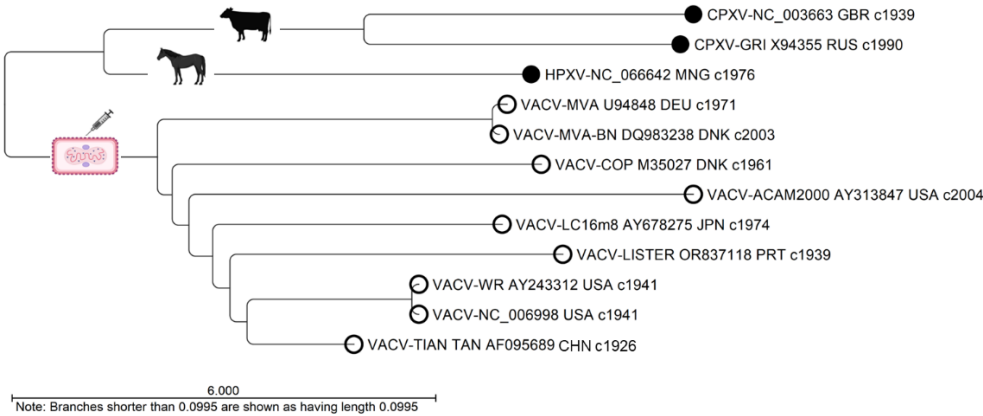 CPXV-NC_003663 GBR c1939
CPXV-GRI X94355 RUS c1990
HPXV-NC_066642 MNG c1976
VACV-MVA U94848 DEU c1971
VACV-MVA-BN DQ983238 DNK c2003
VACV-COP M35027 DNK c1961
VACV-ACAM2000 AY313847 USA c2004
VACV-LC16m8 AY678275 JPN c1974
VACV-LISTER OR837118 PRT c1939
VACV-WR AY243312 USA c1941
VACV-NC_006998 USA c1941
VACV-TIAN TAN AF095689 CHN c1926
6.000
Note: Branches shorter than 0.0995 are shown as having length 0.0995